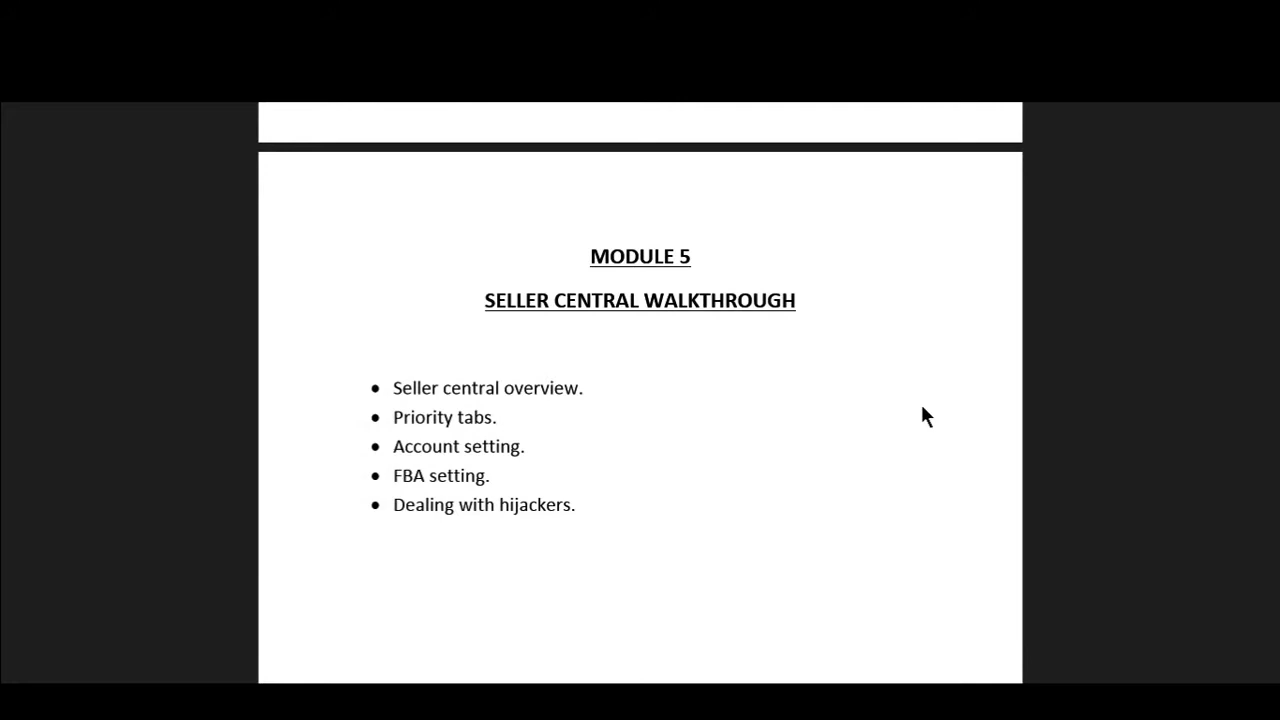 MODULE 5
SELLER CENTRAL WALKTHROUGH
• Seller central overview.
• Priority tabs.
• Account setting.
• FBA setting.
• Dealing with hijackers.